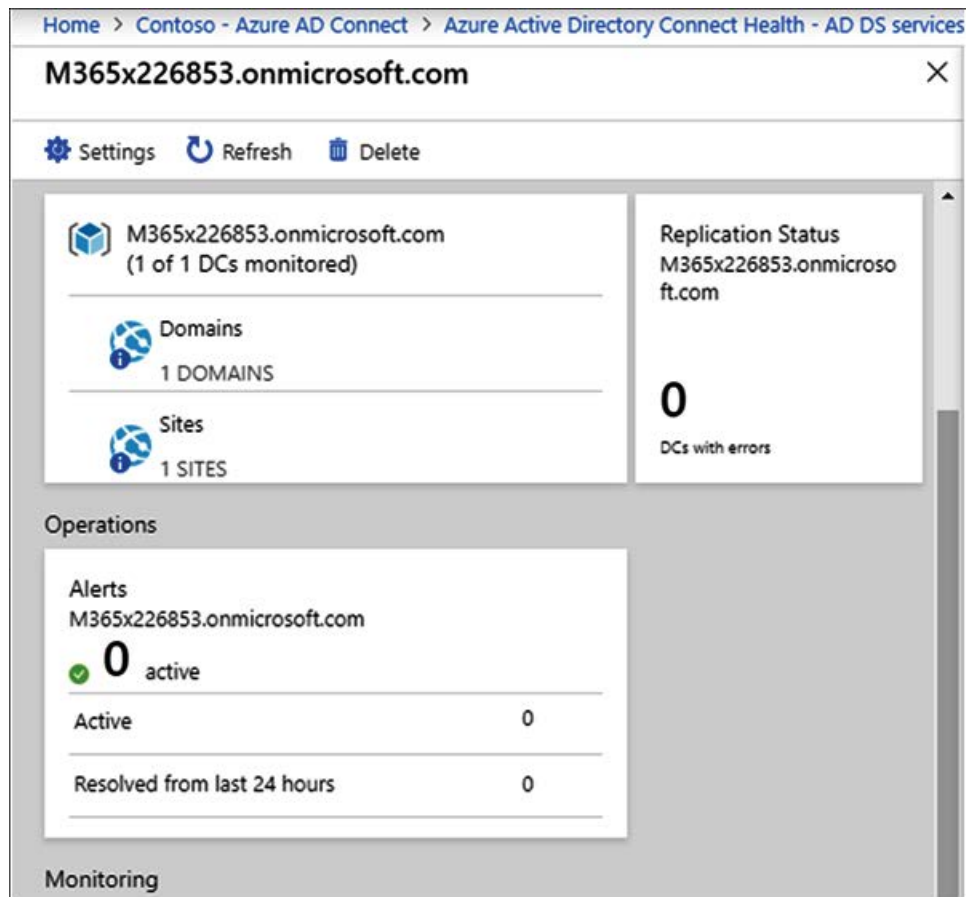 Home > Contoso - Azure AD Connect > Azure Active Directory Connect Health - AD DS services
M365x226853.onmicrosoft.com
Settings Refresh Delete
M365x226853.onmicrosoft.com
(1 of 1 DCs monitored)
Domains
1 DOMAINS
Sites
1 SITES
Replication Status
M365x226853.onmicroso
ft.com
0
DCs with errors
Operations
Alerts
M365x226853.onmicrosoft.com
0 active
Active 0
Resolved from last 24 hours 0
Monitoring